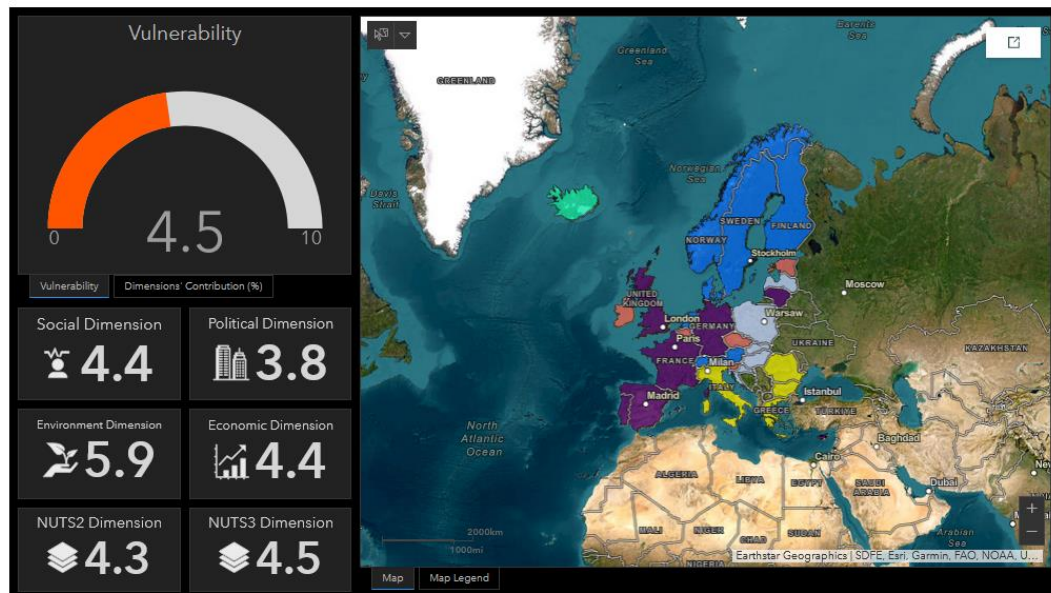 Vulnerability
0
4.5
10
Vulnerability
Dimensions' Contribution (%)
Social Dimension
4.4
Political Dimension
3.8
Environment Dimension
5.9
Economic Dimension
4.4
NUTS2 Dimension
4.3
NUTS3 Dimension
4.5
Barents
Sea
Greenland
Sea
GREENLAND
Norwegian
Sea
Davis
Strait
SWEDEN
FINLAND
NORWAY
Stockholm
Moscow
UNITED
KINGDOM
London
Warsaw
GERMANY
Paris
UKRAINE
FRANCE
Milan
KAZAKHSTAN
ITALY
Madrid
Istanbul
GREECE
TÜRKİYE
North
Atlantic
Ocean
Baghdad
Cairo
ALGERIA
LIBYA
EGYPT
SAUDI
ARABIA
Dubai
MALI
NIGER
CHAD
SUDAN
NIGERIA
Arabian
Sea
2000km
1000mi
+
−
Earthstar Geographics | SDFE, Esri, Garmin, FAO, NOAA, U...
Map
Map Legend